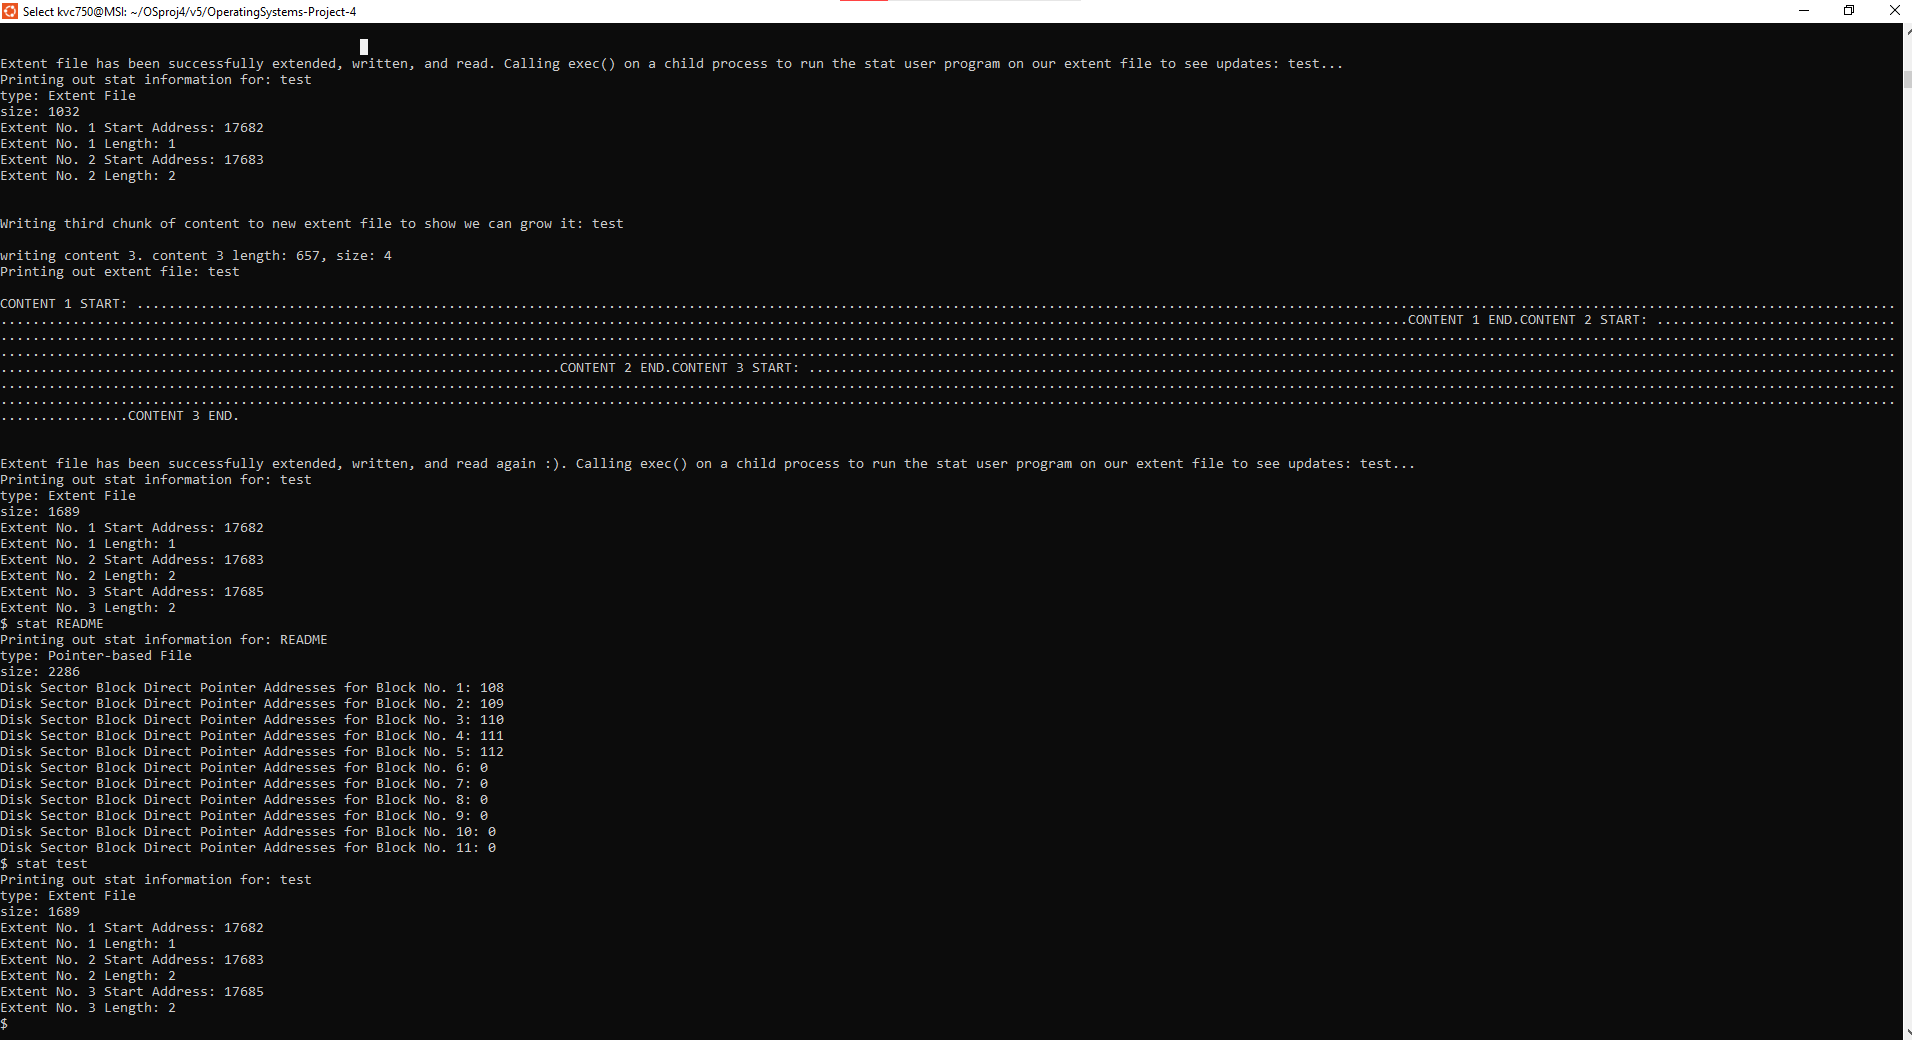 Select kvc750@MSI: ~/OSproj4/v5/OperatingSystems-Project-4
Extent file has been successfully extended, written, and read. Calling exec() on a child process to run the stat user program on our extent file to see updates: test...
Printing out stat information for: test
type: Extent File
size: 1032
Extent No. 1 Start Address: 17682
Extent No. 1 Length: 1
Extent No. 2 Start Address: 17683
Extent No. 2 Length: 2
Writing third chunk of content to new extent file to show we can grow it: test
writing content 3. content 3 length: 657, size: 4
Printing out extent file: test
CONTENT 1 START: ............................................................
............................................................CONTENT 1 END.CONTENT 2 START: ..............................
............................................................
............................................................
............................................................CONTENT 2 END.CONTENT 3 START: ............................................................
............................................................
............................................................
................CONTENT 3 END.
Extent file has been successfully extended, written, and read again :). Calling exec() on a child process to run the stat user program on our extent file to see updates: test...
Printing out stat information for: test
type: Extent File
size: 1689
Extent No. 1 Start Address: 17682
Extent No. 1 Length: 1
Extent No. 2 Start Address: 17683
Extent No. 2 Length: 2
Extent No. 3 Start Address: 17685
Extent No. 3 Length: 2
$ stat README
Printing out stat information for: README
type: Pointer-based File
size: 2286
Disk Sector Block Direct Pointer Addresses for Block No. 1: 108
Disk Sector Block Direct Pointer Addresses for Block No. 2: 109
Disk Sector Block Direct Pointer Addresses for Block No. 3: 110
Disk Sector Block Direct Pointer Addresses for Block No. 4: 111
Disk Sector Block Direct Pointer Addresses for Block No. 5: 112
Disk Sector Block Direct Pointer Addresses for Block No. 6: 0
Disk Sector Block Direct Pointer Addresses for Block No. 7: 0
Disk Sector Block Direct Pointer Addresses for Block No. 8: 0
Disk Sector Block Direct Pointer Addresses for Block No. 9: 0
Disk Sector Block Direct Pointer Addresses for Block No. 10: 0
Disk Sector Block Direct Pointer Addresses for Block No. 11: 0
$ stat test
Printing out stat information for: test
type: Extent File
size: 1689
Extent No. 1 Start Address: 17682
Extent No. 1 Length: 1
Extent No. 2 Start Address: 17683
Extent No. 2 Length: 2
Extent No. 3 Start Address: 17685
Extent No. 3 Length: 2
$